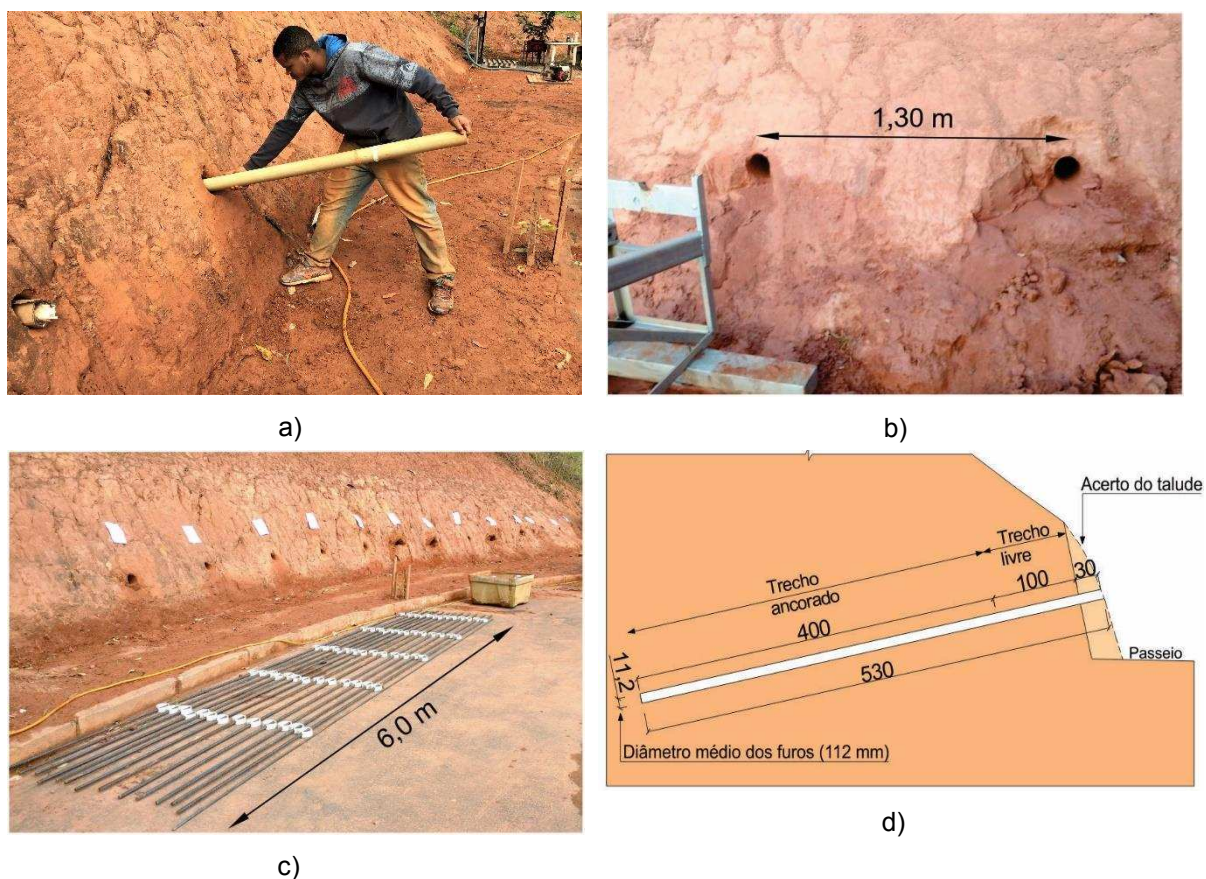 1,30 m
a)
b)
6,0 m
c)
Acerto do talude
Trecho
livre
Trecho
ancorado
30
100
400
530
11,2
Passeio
Diâmetro médio dos furos (112 mm)
d)